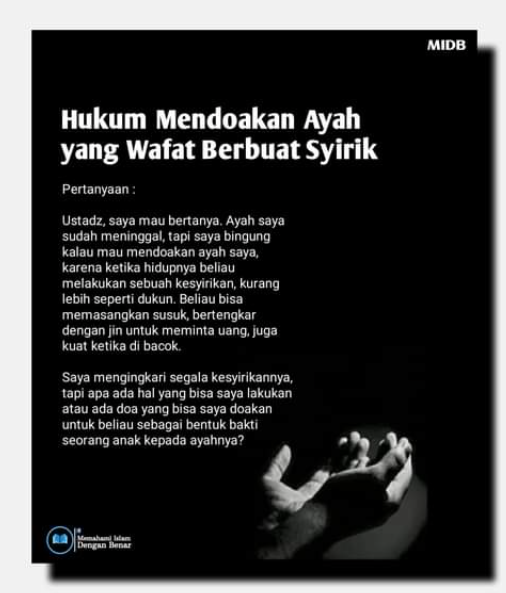 MIDB
Hukum Mendoakan Ayah
yang Wafat Berbuat Syirik
Pertanyaan :
Ustadz, saya mau bertanya. Ayah saya
sudah meninggal, tapi saya bingung
kalau mau mendoakan ayah saya,
karena ketika hidupnya beliau
melakukan sebuah kesyirikan, kurang
lebih seperti dukun. Beliau bisa
memasangkan susuk, bertengkar
dengan jin untuk meminta uang, juga
kuat ketika di bacok.
Saya mengingkari segala kesyirikannya,
tapi apa ada hal yang bisa saya lakukan
atau ada doa yang bisa saya doakan
untuk beliau sebagai bentuk bakti
seorang anak kepada ayahnya?
Memahami Islam
Dengan Benar